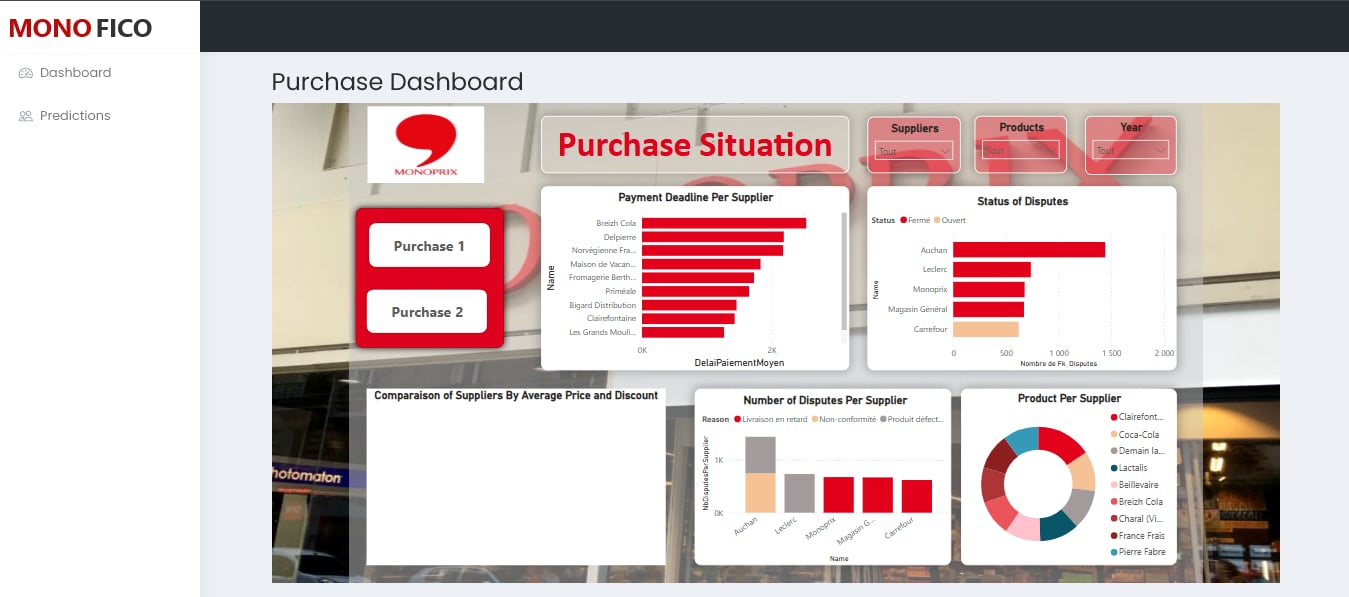 MONO FICO
Dashboard
Predictions
Purchase Dashboard
MONOPRIX
Purchase Situation
Suppliers
Tout
Products
Tout
Year
Tout
Purchase 1
Purchase 2
Payment Deadline Per Supplier
Name
Breizh Cola
Delpierre
Norvégienne Fra...
Maison de Vacan...
Fromagerie Berth...
Priméale
Bigard Distribution
Clairefontaine
Les Grands Mouli...
0K 2K
DelaiPaiementMoyen
Status of Disputes
Status Fermé Ouvert
Name
Auchan
Leclerc
Monoprix
Magasin Général
Carrefour
0 500 1 000 1 500 2 000
Nombre de Fk_Disputes
Comparaison of Suppliers By Average Price and Discount
Number of Disputes Per Supplier
Reason Livraison en retard Non-conformité Produit défect...
NbDisputesParSupplier
1K
0K
Auchan
Leclerc
Monoprix
Magasin G...
Carrefour
Name
Product Per Supplier
Clairefont...
Coca-Cola
Demain la...
Lactalis
Beillevaire
Breizh Cola
Charal (Vi...
France Frais
Pierre Fabre
hotomaton